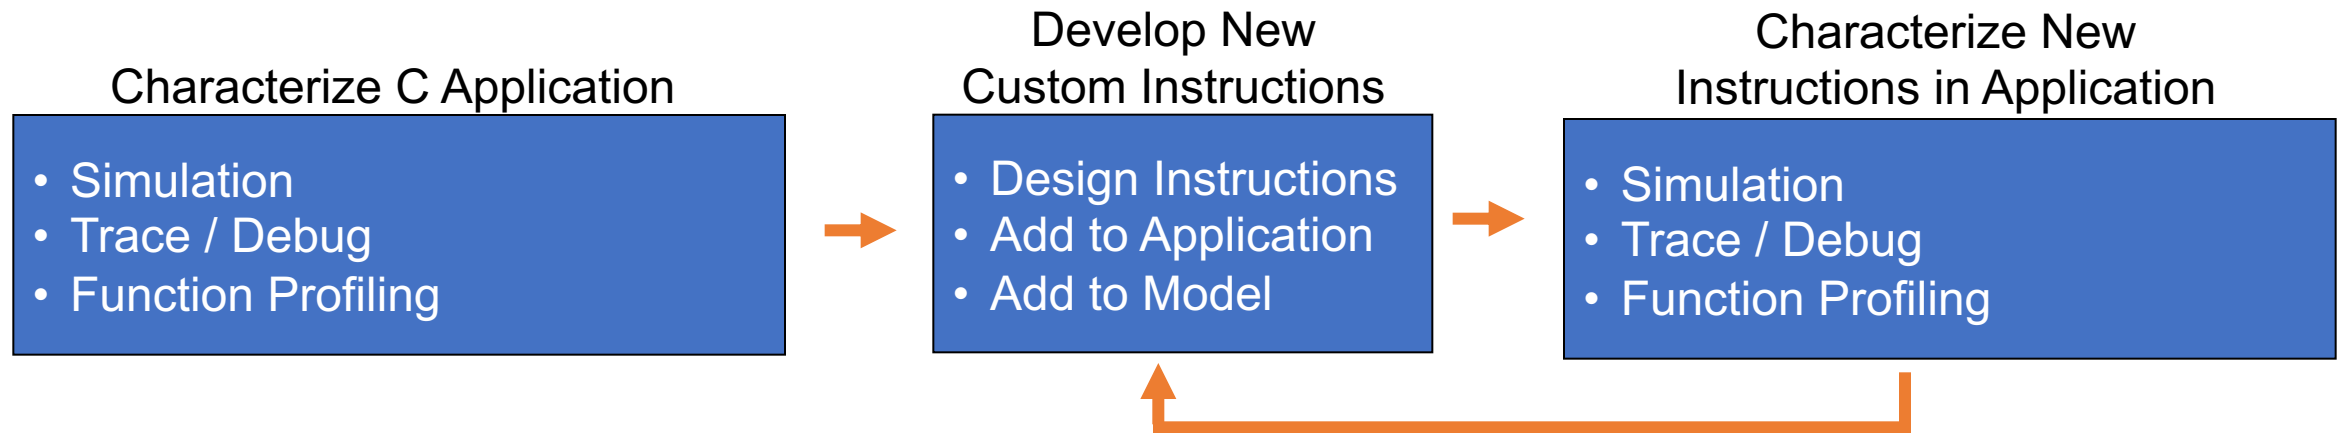 Characterize C Application
• Simulation
• Trace / Debug
• Function Profiling
Develop New
Custom Instructions
• Design Instructions
• Add to Application
• Add to Model
Characterize New
Instructions in Application
• Simulation
• Trace / Debug
• Function Profiling